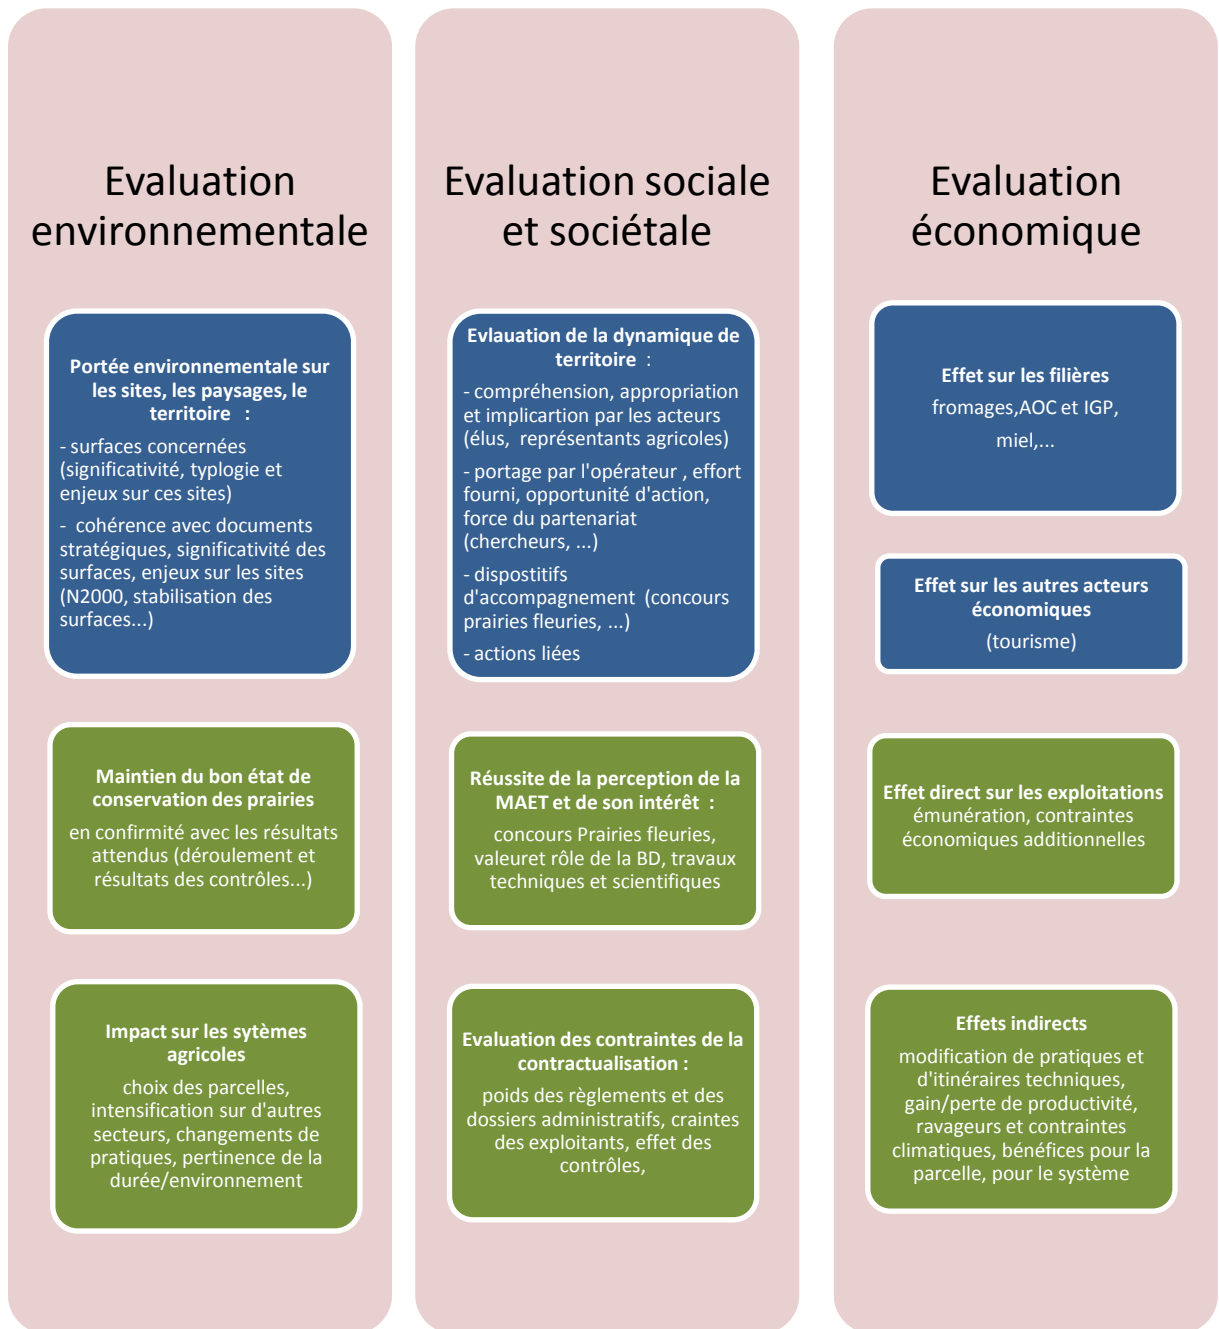 Evaluation
environnementale
Portée environnementale sur
les sites, les paysages, le
territoire :
- surfaces concernées
(significativité, typlogie et
enjeux sur ces sites)
- cohérence avec documents
stratégiques, significativité des
surfaces, enjeux sur les sites
(N2000, stabilisation des
surfaces...)
Maintien du bon état de
conservation des prairies
en confirmité avec les résultats
attendus (déroulement et
résultats des contrôles...)
Impact sur les sytèmes
agricoles
choix des parcelles,
intensification sur d'autres
secteurs, changements de
pratiques, pertinence de la
durée/environnement
Evaluation sociale
et sociétale
Evlauation de la dynamique de
territoire :
- compréhension, appropriation
et implicartion par les acteurs
(élus, représentants agricoles)
- portage par l'opérateur , effort
fourni, opportunité d'action,
force du partenariat
(chercheurs, ...)
- dispostitifs
d'accompagnement (concours
prairies fleuries, ...)
- actions liées
Réussite de la perception de la
MAET et de son intérêt :
concours Prairies fleuries,
valeuret rôle de la BD, travaux
techniques et scientifiques
Evaluation des contraintes de la
contractualisation :
poids des règlements et des
dossiers administratifs, craintes
des exploitants, effet des
contrôles,
Evaluation
économique
Effet sur les filières
fromages,AOC et IGP,
miel,...
Effet sur les autres acteurs
économiques
(tourisme)
Effet direct sur les exploitations
émunération, contraintes
économiques additionnelles
Effets indirects
modification de pratiques et
d'itinéraires techniques,
gain/perte de productivité,
ravageurs et contraintes
climatiques, bénéfices pour la
parcelle, pour le système